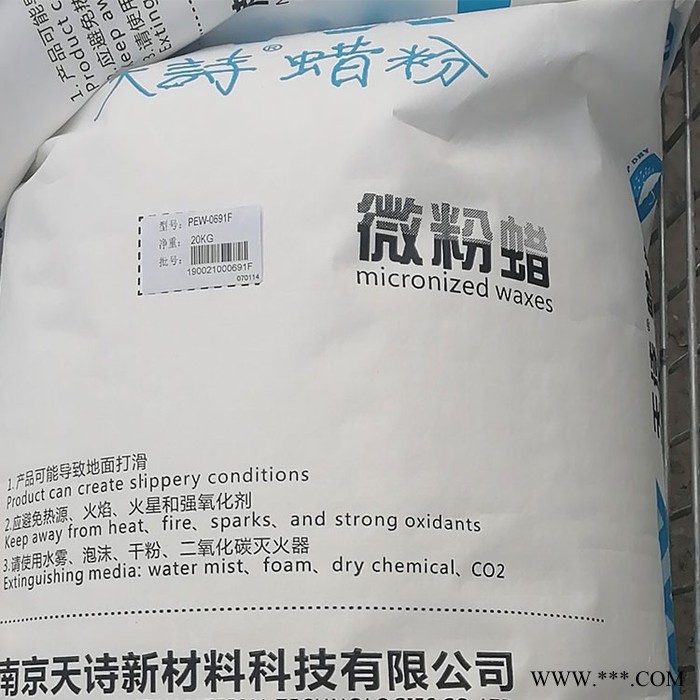 天詩®蜡粉
型号: PEW-0691F
净重: 20KG
批号:
190021000691F
070114
微粉蜡
micronized waxes
1.产品可能导致地面打滑
Product can create slippery conditions
2.应避免热源、火焰、火星和强氧化剂
Keep away from heat、fire、sparks、and strong oxidants
3.请使用水雾、泡沫、干粉、二氧化碳灭火器
Extinguishing media: water mist、foam、dry chemical、CO2
南京天诗新材料科技有限公司
WWW.***.COM